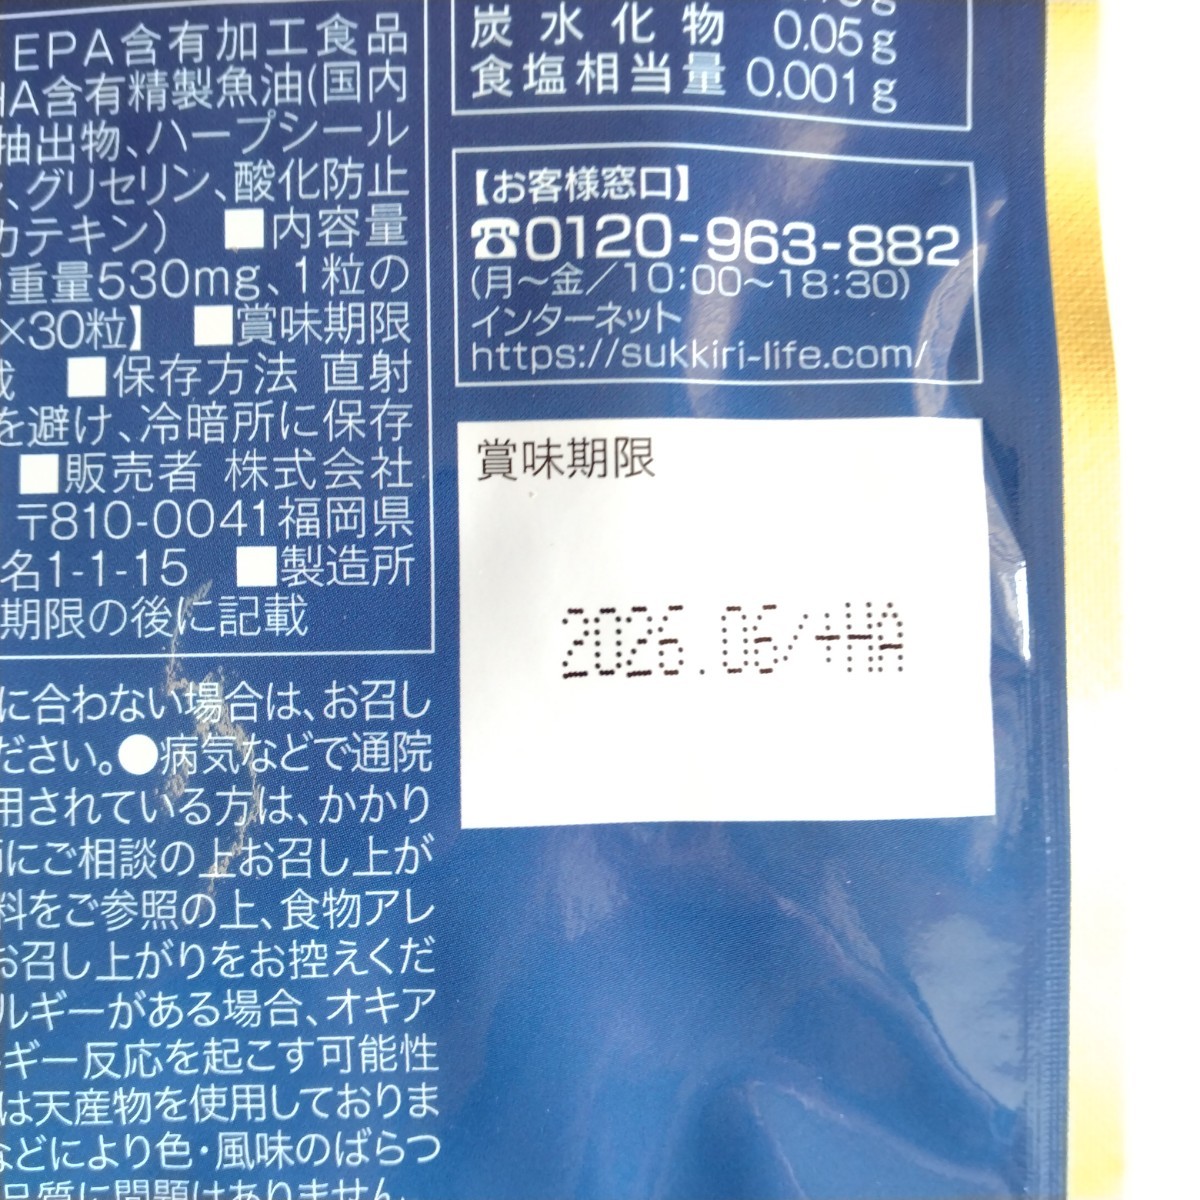 EPA含有加工食品
HA含有精製魚油(国内
抽出物、ハープシール
、グリセリン、酸化防止
カテキン） ■内容量
重量530mg、1粒の
×30粒】 ■賞味期限
載 ■保存方法 直射
を避け、冷暗所に保存
■販売者 株式会社
〒810-0041福岡県
名1-1-15 ■製造所
期限の後に記載
に合わない場合は、お召し
ださい。●病気などで通院
用されている方は、かかり
師にご相談の上お召し上が
料をご参照の上、食物アレ
お召し上がりをお控えくだ
ルギーがある場合、オキア
ギー反応を起こす可能性
は天産物を使用しておりま
などにより色・風味のばらつ
品質に問題はありません。
炭水化物 0.05g
食塩相当量 0.001g
【お客様窓口】
☎0120-963-882
(月～金／10:00～18:30)
インターネット
https://sukkiri-life.com/
賞味期限
2026.06/+HA